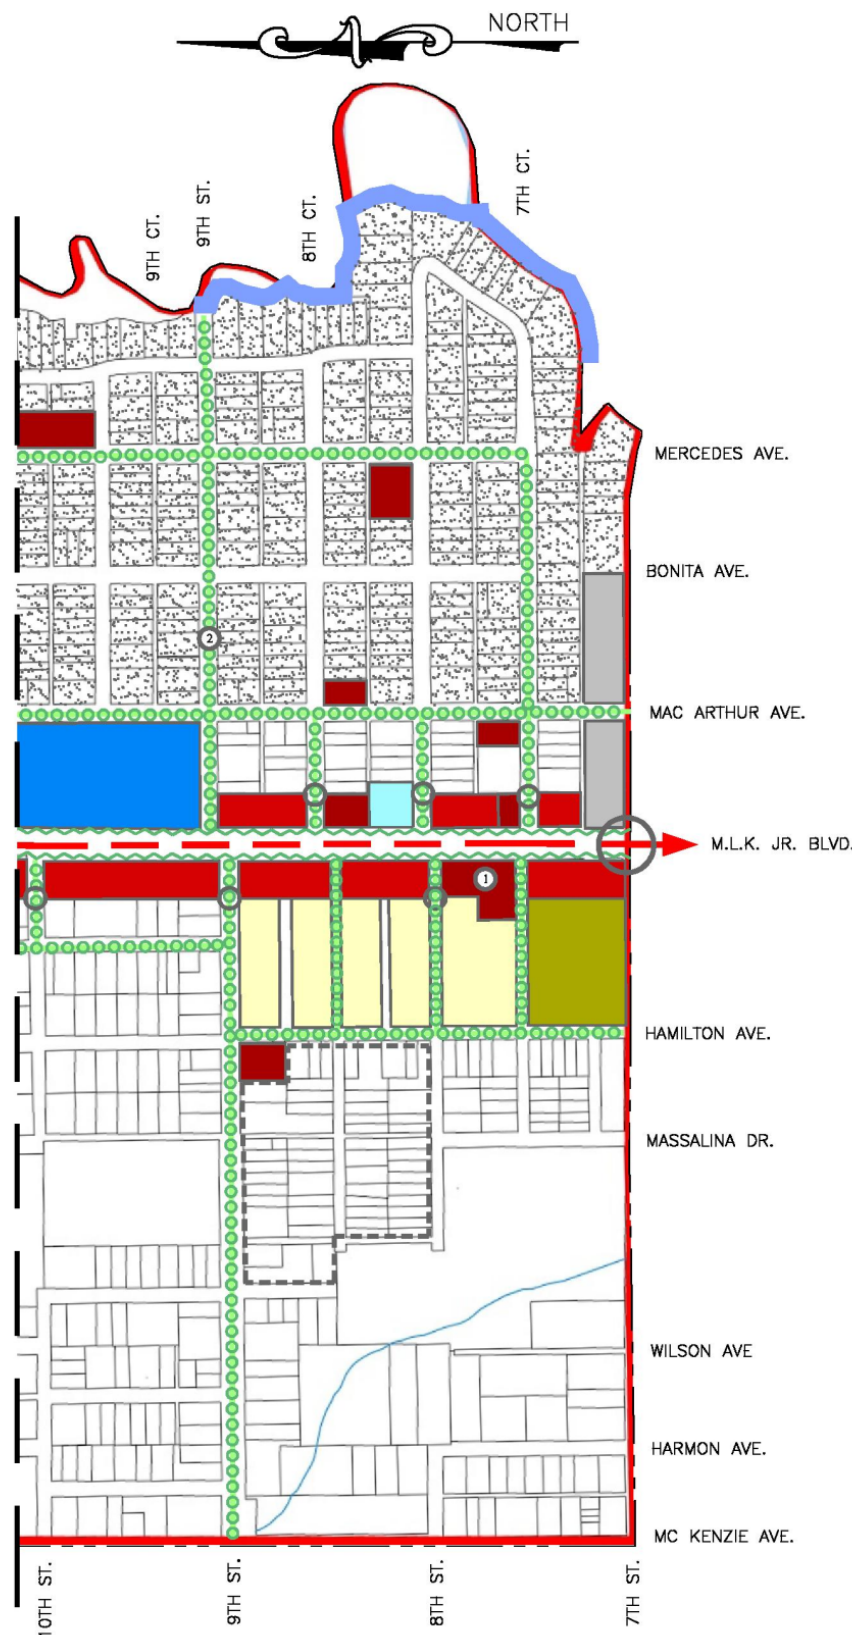 NORTH
9TH CT.
9TH ST.
8TH CT.
7TH CT.
MERCEDES AVE.
BONITA AVE.
2
MAC ARTHUR AVE.
M.L.K. JR. BLVD.
1
HAMILTON AVE.
MASSALINA DR.
WILSON AVE
HARMON AVE.
MC KENZIE AVE.
10TH ST.
9TH ST.
8TH ST.
7TH ST.